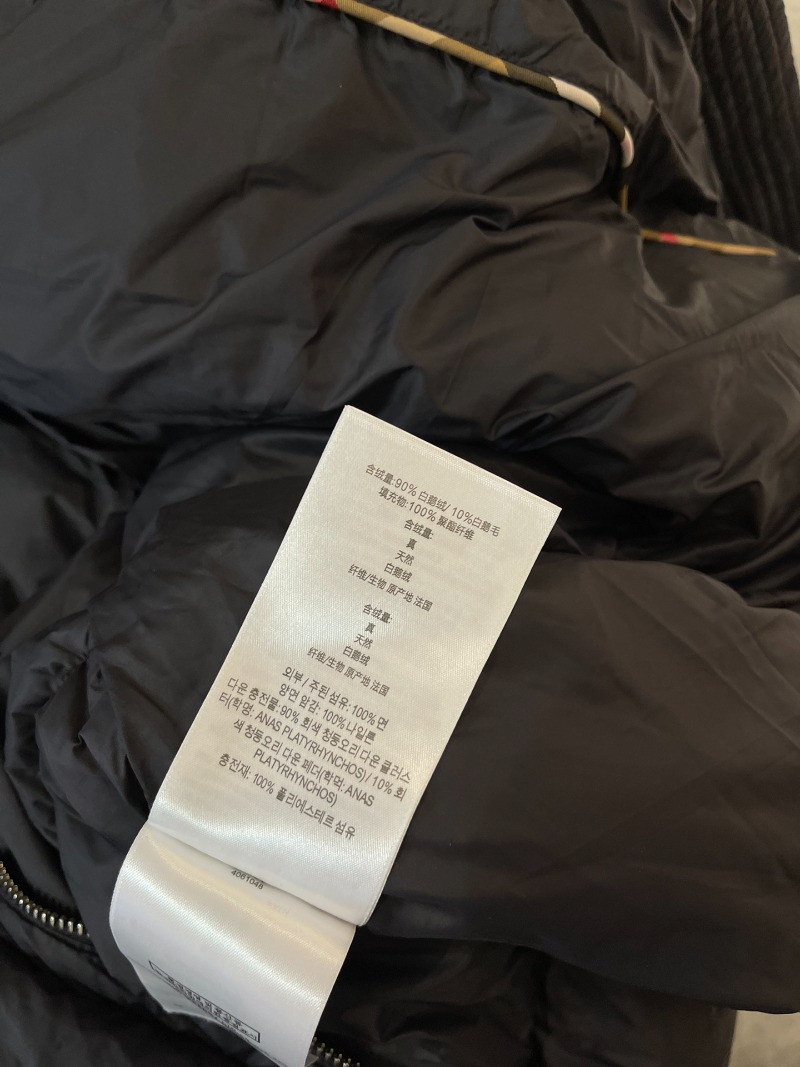 含绒量:90% 白鹅绒/ 10%白鹅毛
填充物:100% 聚酯纤维
含绒量:
真
天然
白鹅绒
纤维/生物 原产地 法国
含绒量:
真
天然
白鹅绒
纤维/生物 原产地 法国
외부 / 주된 섬유: 100% 면
양면 암감: 100% 나일론
다운 충전물: 90% 회색 청둥오리 다운 클러스
터(학명: ANAS PLATYRHYNCHOS) / 10% 회
색 청둥오리 다운 페더(학머: ANAS
PLATYRHYNCHOS)
충전재: 100% 폴리에스테르 섬유
4061048